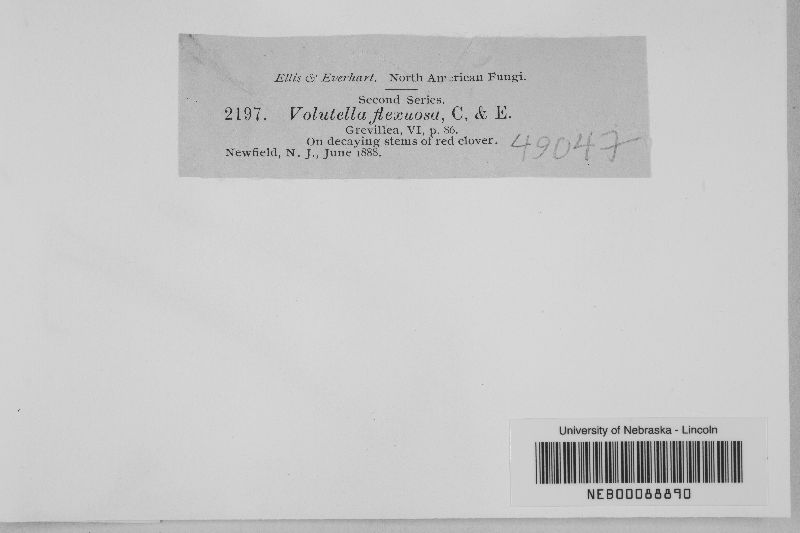 Ellis & Everhart. North American Fungi.
Second Series.
2197. Volutella flexuosa, C, & E.
Grevillea, VI, p. 86.
On decaying stems of red clover.
Newfield, N. J., June 1888.
49047
University of Nebraska - Lincoln
NEB00088890